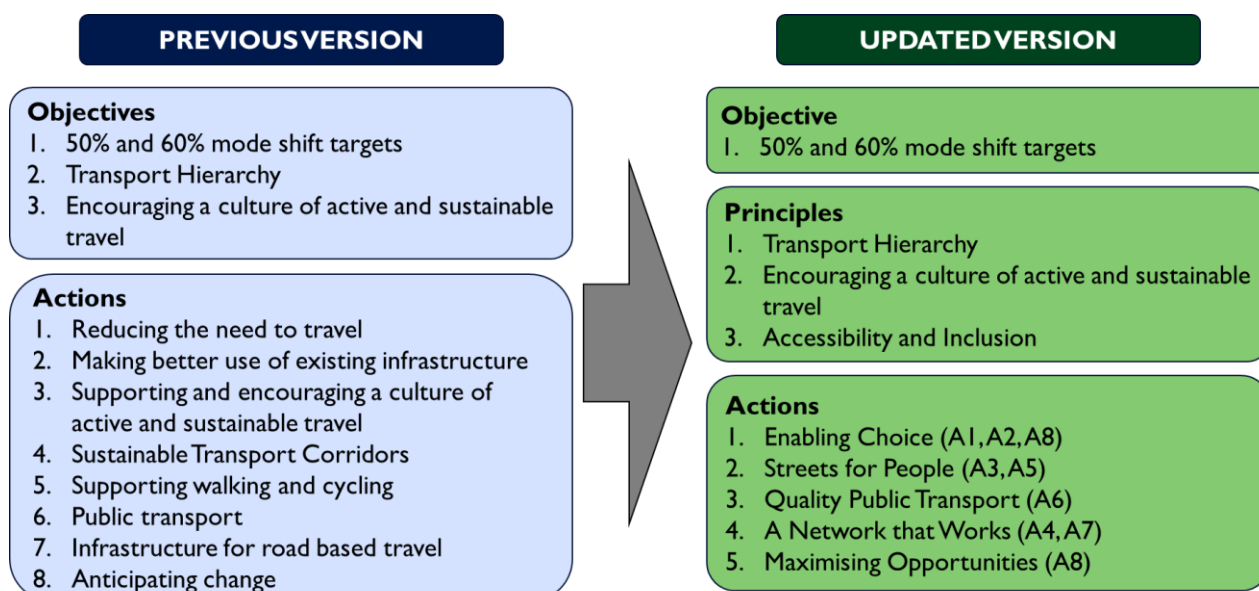 PREVIOUS VERSION
Objectives
1. 50% and 60% mode shift targets
2. Transport Hierarchy
3. Encouraging a culture of active and sustainable
travel
Actions
1. Reducing the need to travel
2. Making better use of existing infrastructure
3. Supporting and encouraging a culture of
active and sustainable travel
4. Sustainable Transport Corridors
5. Supporting walking and cycling
6. Public transport
7. Infrastructure for road based travel
8. Anticipating change
UPDATED VERSION
Objective
1. 50% and 60% mode shift targets
Principles
1. Transport Hierarchy
2. Encouraging a culture of active and sustainable
travel
3. Accessibility and Inclusion
Actions
1. Enabling Choice (A1, A2, A8)
2. Streets for People (A3, A5)
3. Quality Public Transport (A6)
4. A Network that Works (A4, A7)
5. Maximising Opportunities (A8)